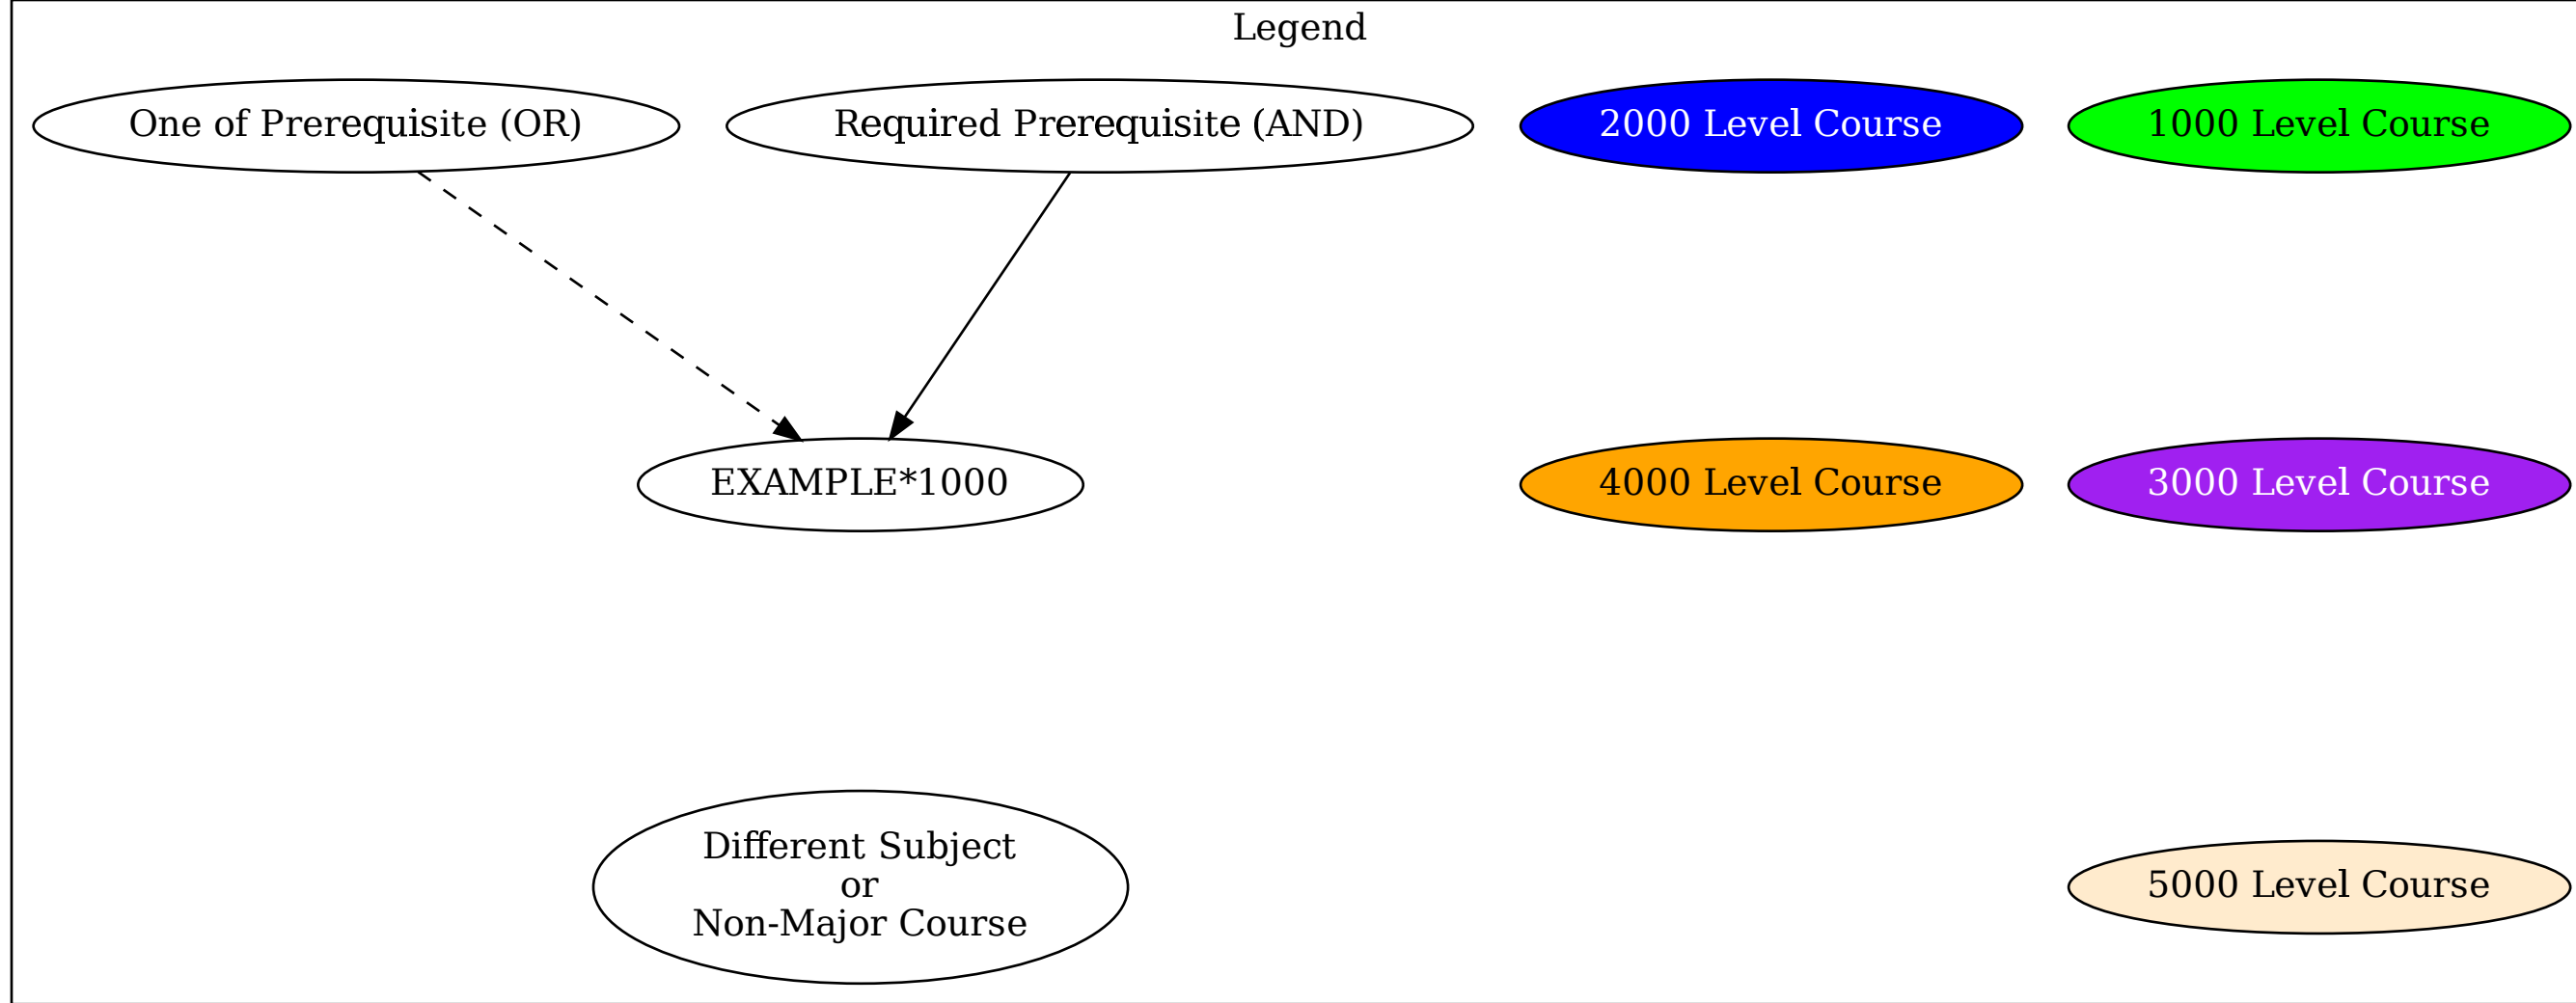 Legend
One of Prerequisite (OR)
Required Prerequisite (AND)
2000 Level Course
1000 Level Course
EXAMPLE*1000
4000 Level Course
3000 Level Course
Different Subject
or
Non-Major Course
5000 Level Course